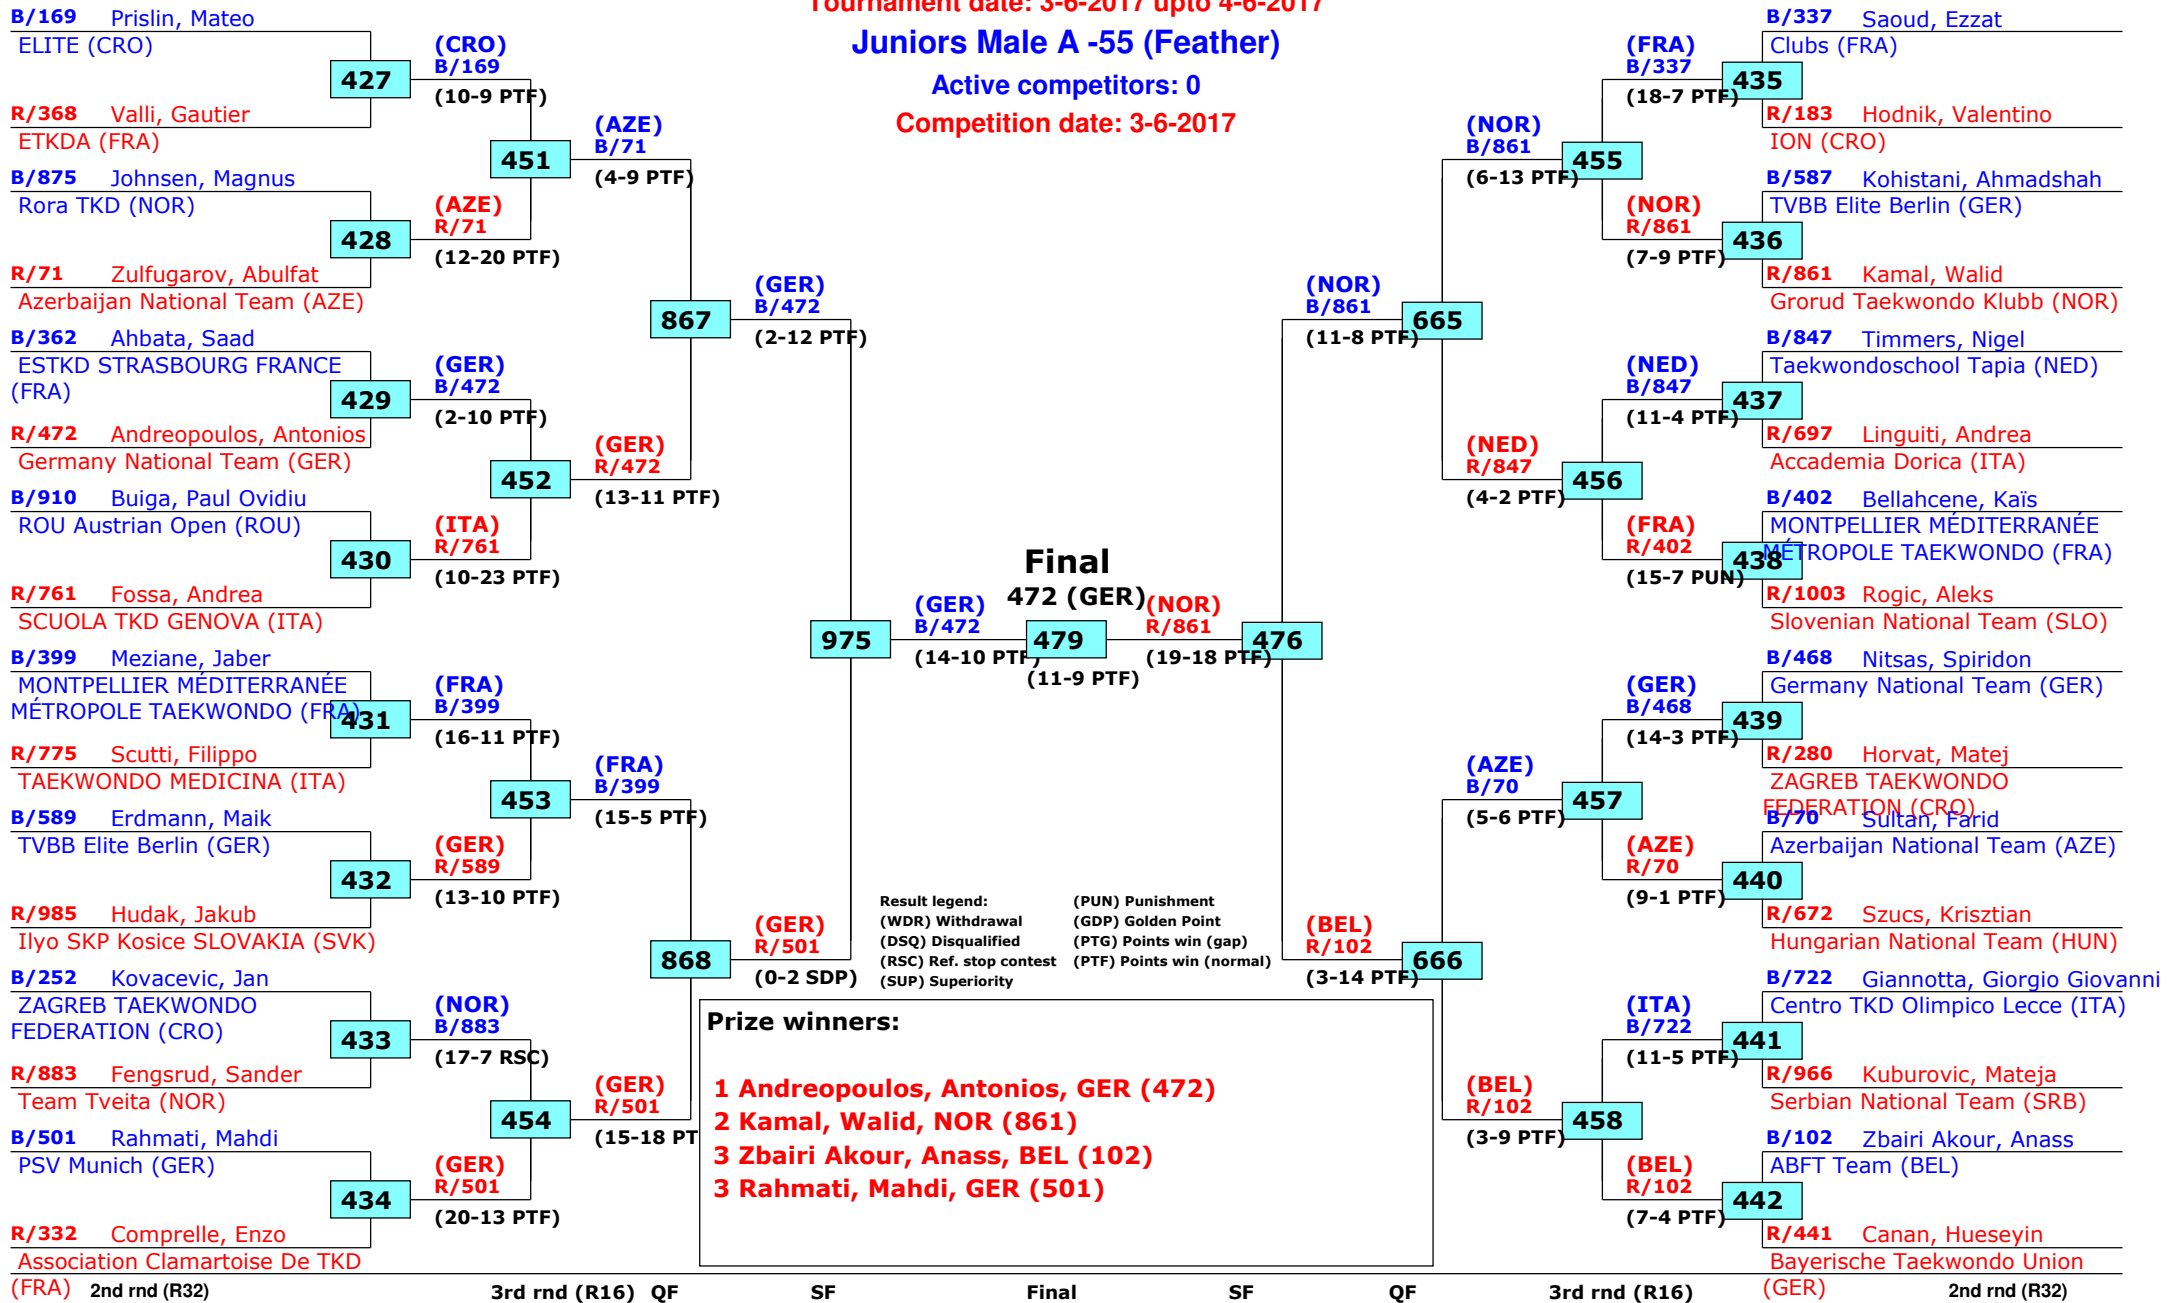 Tournament date: 3-6-2017 upto 4-6-2017
Juniors Male A -55 (Feather)
Active competitors: 0
Competition date: 3-6-2017
B/169 Prislin, Mateo
ELITE (CRO)
427
R/368 Valli, Gautier
ETKDA (FRA)
B/875 Johnsen, Magnus
Rora TKD (NOR)
428
R/71 Zulfugarov, Abulfat
Azerbaijan National Team (AZE)
B/362 Ahbata, Saad
ESTKD STRASBOURG FRANCE
(FRA)
429
R/472 Andreopoulos, Antonios
Germany National Team (GER)
B/910 Buiga, Paul Ovidiu
ROU Austrian Open (ROU)
430
R/761 Fossa, Andrea
SCUOLA TKD GENOVA (ITA)
B/399 Meziane, Jaber
MONTPELLIER MÉDITERRANÉE
MÉTROPOLE TAEKWONDO (FRA)
431
R/775 Scutti, Filippo
TAEKWONDO MEDICINA (ITA)
B/589 Erdmann, Maik
TVBB Elite Berlin (GER)
432
R/985 Hudak, Jakub
Ilyo SKP Kosice SLOVAKIA (SVK)
B/252 Kovacevic, Jan
ZAGREB TAEKWONDO
FEDERATION (CRO)
433
R/883 Fengsrud, Sander
Team Tveita (NOR)
B/501 Rahmati, Mahdi
PSV Munich (GER)
434
R/332 Comprelle, Enzo
Association Clamartoise De TKD
(FRA)
(CRO)
B/169
(10-9 PTF)
451
(AZE)
R/71
(12-20 PTF)
(GER)
B/472
(2-10 PTF)
452
(ITA)
R/761
(10-23 PTF)
(FRA)
B/399
(16-11 PTF)
453
(GER)
R/589
(13-10 PTF)
(NOR)
B/883
(17-7 RSC)
454
(GER)
R/501
(20-13 PTF)
(AZE)
B/71
(4-9 PTF)
867
(GER)
R/472
(13-11 PTF)
(FRA)
B/399
(15-5 PTF)
868
(GER)
R/501
(15-18 PT
(GER)
B/472
(2-12 PTF)
975
(GER)
R/501
(0-2 SDP)
(GER)
B/472
(14-10 PTF)
Final
472 (GER)
479
(11-9 PTF)
(NOR)
R/861
(19-18 PTF)
476
(NOR)
B/861
(11-8 PTF)
665
(BEL)
R/102
(3-14 PTF)
666
(NOR)
B/861
(6-13 PTF)
455
(NED)
R/847
(4-2 PTF)
456
(AZE)
B/70
(5-6 PTF)
457
(BEL)
R/102
(3-9 PTF)
458
(FRA)
B/337
(18-7 PTF)
(NOR)
R/861
(7-9 PTF)
(NED)
B/847
(11-4 PTF)
(FRA)
R/402
(15-7 PUN)
(GER)
B/468
(14-3 PTF)
(AZE)
R/70
(9-1 PTF)
(ITA)
B/722
(11-5 PTF)
(BEL)
R/102
(7-4 PTF)
B/337 Saoud, Ezzat
Clubs (FRA)
435
R/183 Hodnik, Valentino
ION (CRO)
B/587 Kohistani, Ahmadshah
TVBB Elite Berlin (GER)
436
R/861 Kamal, Walid
Grorud Taekwondo Klubb (NOR)
B/847 Timmers, Nigel
Taekwondoschool Tapia (NED)
437
R/697 Linguiti, Andrea
Accademia Dorica (ITA)
B/402 Bellahcene, Kaïs
MONTPELLIER MÉDITERRANÉE
MÉTROPOLE TAEKWONDO (FRA)
438
R/1003 Rogic, Aleks
Slovenian National Team (SLO)
B/468 Nitsas, Spiridon
Germany National Team (GER)
439
R/280 Horvat, Matej
ZAGREB TAEKWONDO
FEDERATION (CRO)
B/70 Sultan, Farid
Azerbaijan National Team (AZE)
440
R/672 Szucs, Krisztian
Hungarian National Team (HUN)
B/722 Giannotta, Giorgio Giovanni
Centro TKD Olimpico Lecce (ITA)
441
R/966 Kuburovic, Mateja
Serbian National Team (SRB)
B/102 Zbairi Akour, Anass
ABFT Team (BEL)
442
R/441 Canan, Hueseyin
Bayerische Taekwondo Union
(GER)
Result legend: (PUN) Punishment
(WDR) Withdrawal (GDP) Golden Point
(DSQ) Disqualified (PTG) Points win (gap)
(RSC) Ref. stop contest (PTF) Points win (normal)
(SUP) Superiority
Prize winners:
1 Andreopoulos, Antonios, GER (472)
2 Kamal, Walid, NOR (861)
3 Zbairi Akour, Anass, BEL (102)
3 Rahmati, Mahdi, GER (501)
2nd rnd (R32) 3rd rnd (R16) QF SF Final SF QF 3rd rnd (R16) 2nd rnd (R32)